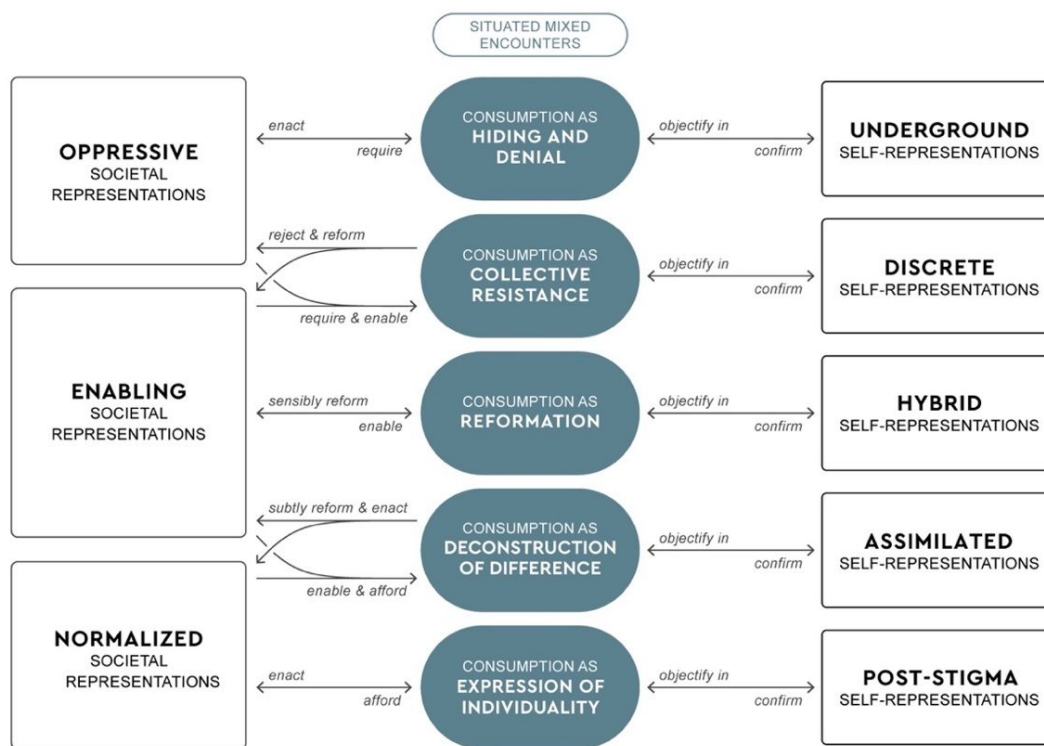 SITUATED MIXED
ENCOUNTERS
OPPRESSIVE
SOCIETAL
REPRESENTATIONS
enact
require
CONSUMPTION AS
HIDING AND
DENIAL
objectify in
confirm
UNDERGROUND
SELF-REPRESENTATIONS
reject & reform
require & enable
CONSUMPTION AS
COLLECTIVE
RESISTANCE
objectify in
confirm
DISCRETE
SELF-REPRESENTATIONS
ENABLING
SOCIETAL
REPRESENTATIONS
sensibly reform
enable
CONSUMPTION AS
REFORMATION
objectify in
confirm
HYBRID
SELF-REPRESENTATIONS
subtly reform & enact
enable & afford
CONSUMPTION AS
DECONSTRUCTION
OF DIFFERENCE
objectify in
confirm
ASSIMILATED
SELF-REPRESENTATIONS
NORMALIZED
SOCIETAL
REPRESENTATIONS
enact
afford
CONSUMPTION AS
EXPRESSION OF
INDIVIDUALITY
objectify in
confirm
POST-STIGMA
SELF-REPRESENTATIONS